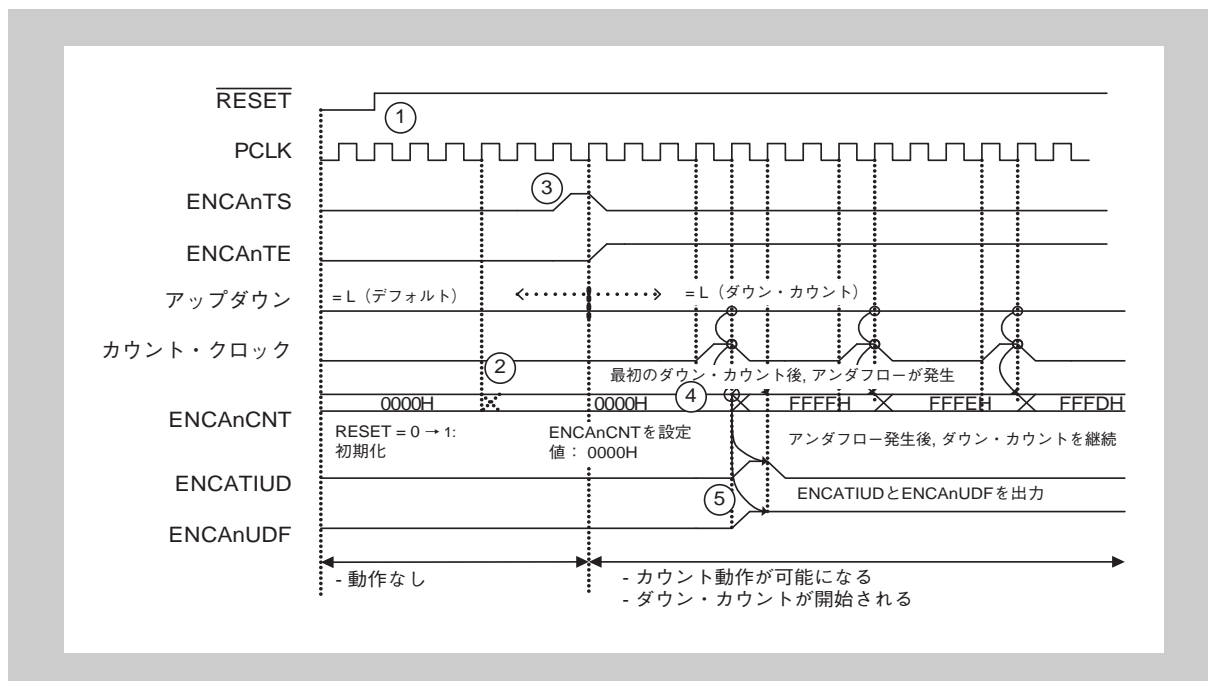 RESET
①
PCLK
③
ENCAnTS
ENCAnTE
アップダウン
= L（デフォルト）
= L（ダウン・カウント）
カウント・クロック
②
最初のダウン・カウント後, アンダフローが発生
④
ENCAnCNT
0000H
0000H
FFFFH
FFFEH
FFFDH
RESET = 0 → 1:
初期化
ENCAnCNTを設定
値： 0000H
アンダフロー発生後, ダウン・カウントを継続
ENCATIUD
⑤
ENCATIUDとENCAnUDFを出力
ENCAnUDF
- 動作なし
- カウント動作が可能になる
- ダウン・カウントが開始される